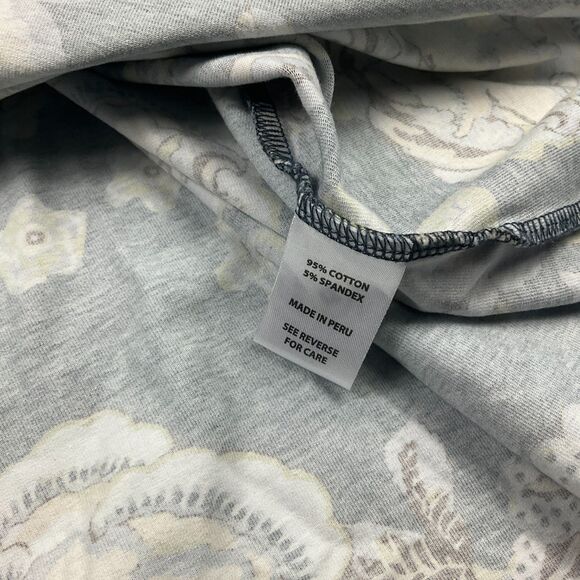 95% COTTON
5% SPANDEX
MADE IN PERU
SEE REVERSE
FOR CARE